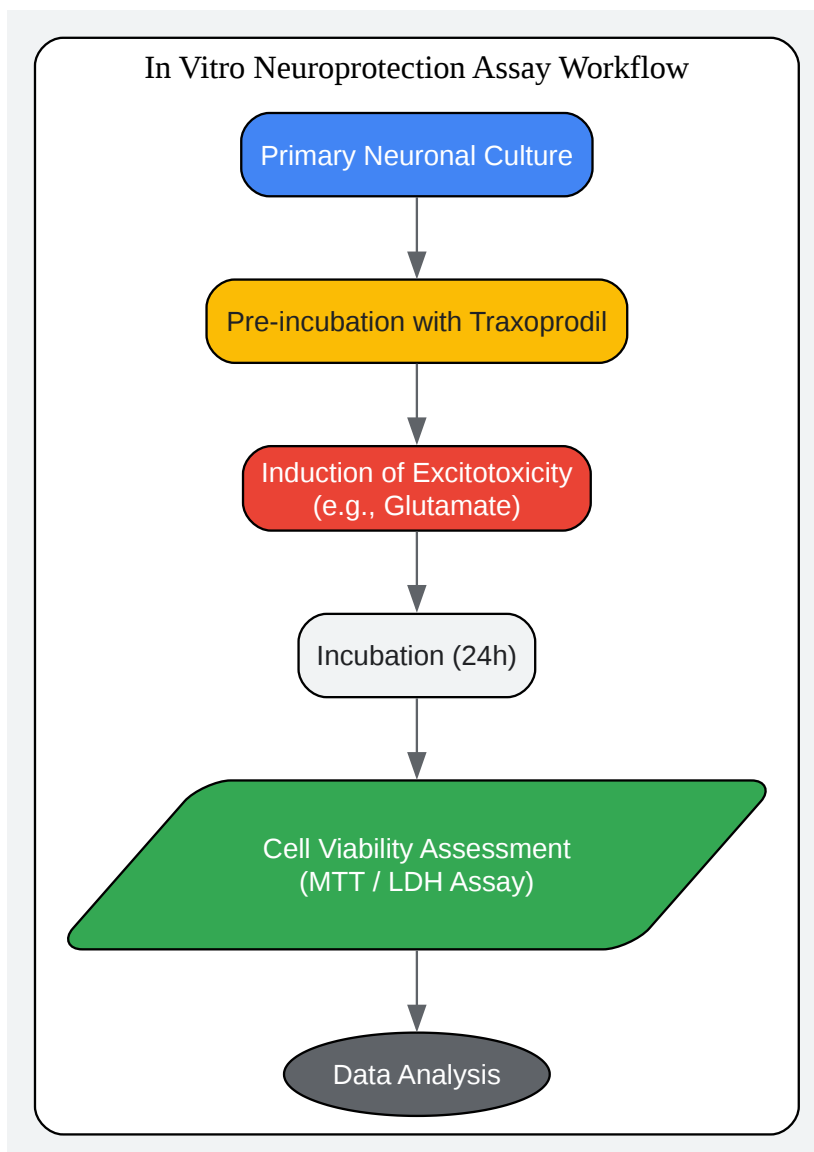 In Vitro Neuroprotection Assay Workflow
Primary Neuronal Culture
Pre-incubation with Traxoprodil
Induction of Excitotoxicity
(e.g., Glutamate)
Incubation (24h)
Cell Viability Assessment
(MTT / LDH Assay)
Data Analysis